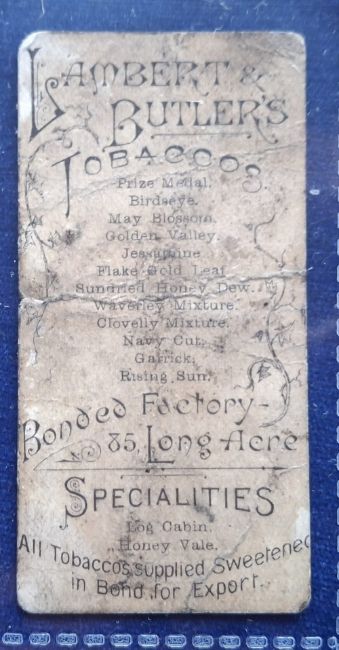 LAMBERT &
BUTLER'S
TOBACCOS.
Prize Medal.
Birdseye.
May Blossom.
Golden Valley.
Jessamine
Flake Gold Leaf
Sundried Honey Dew.
Waverley Mixture.
Clovelly Mixture.
Navy Cut.
Garrick.
Rising Sun.
Bonded Factory-
85, Long Acre
SPECIALITIES
Log Cabin.
Honey Vale.
All Tobaccos supplied Sweetened
in Bond for Export.